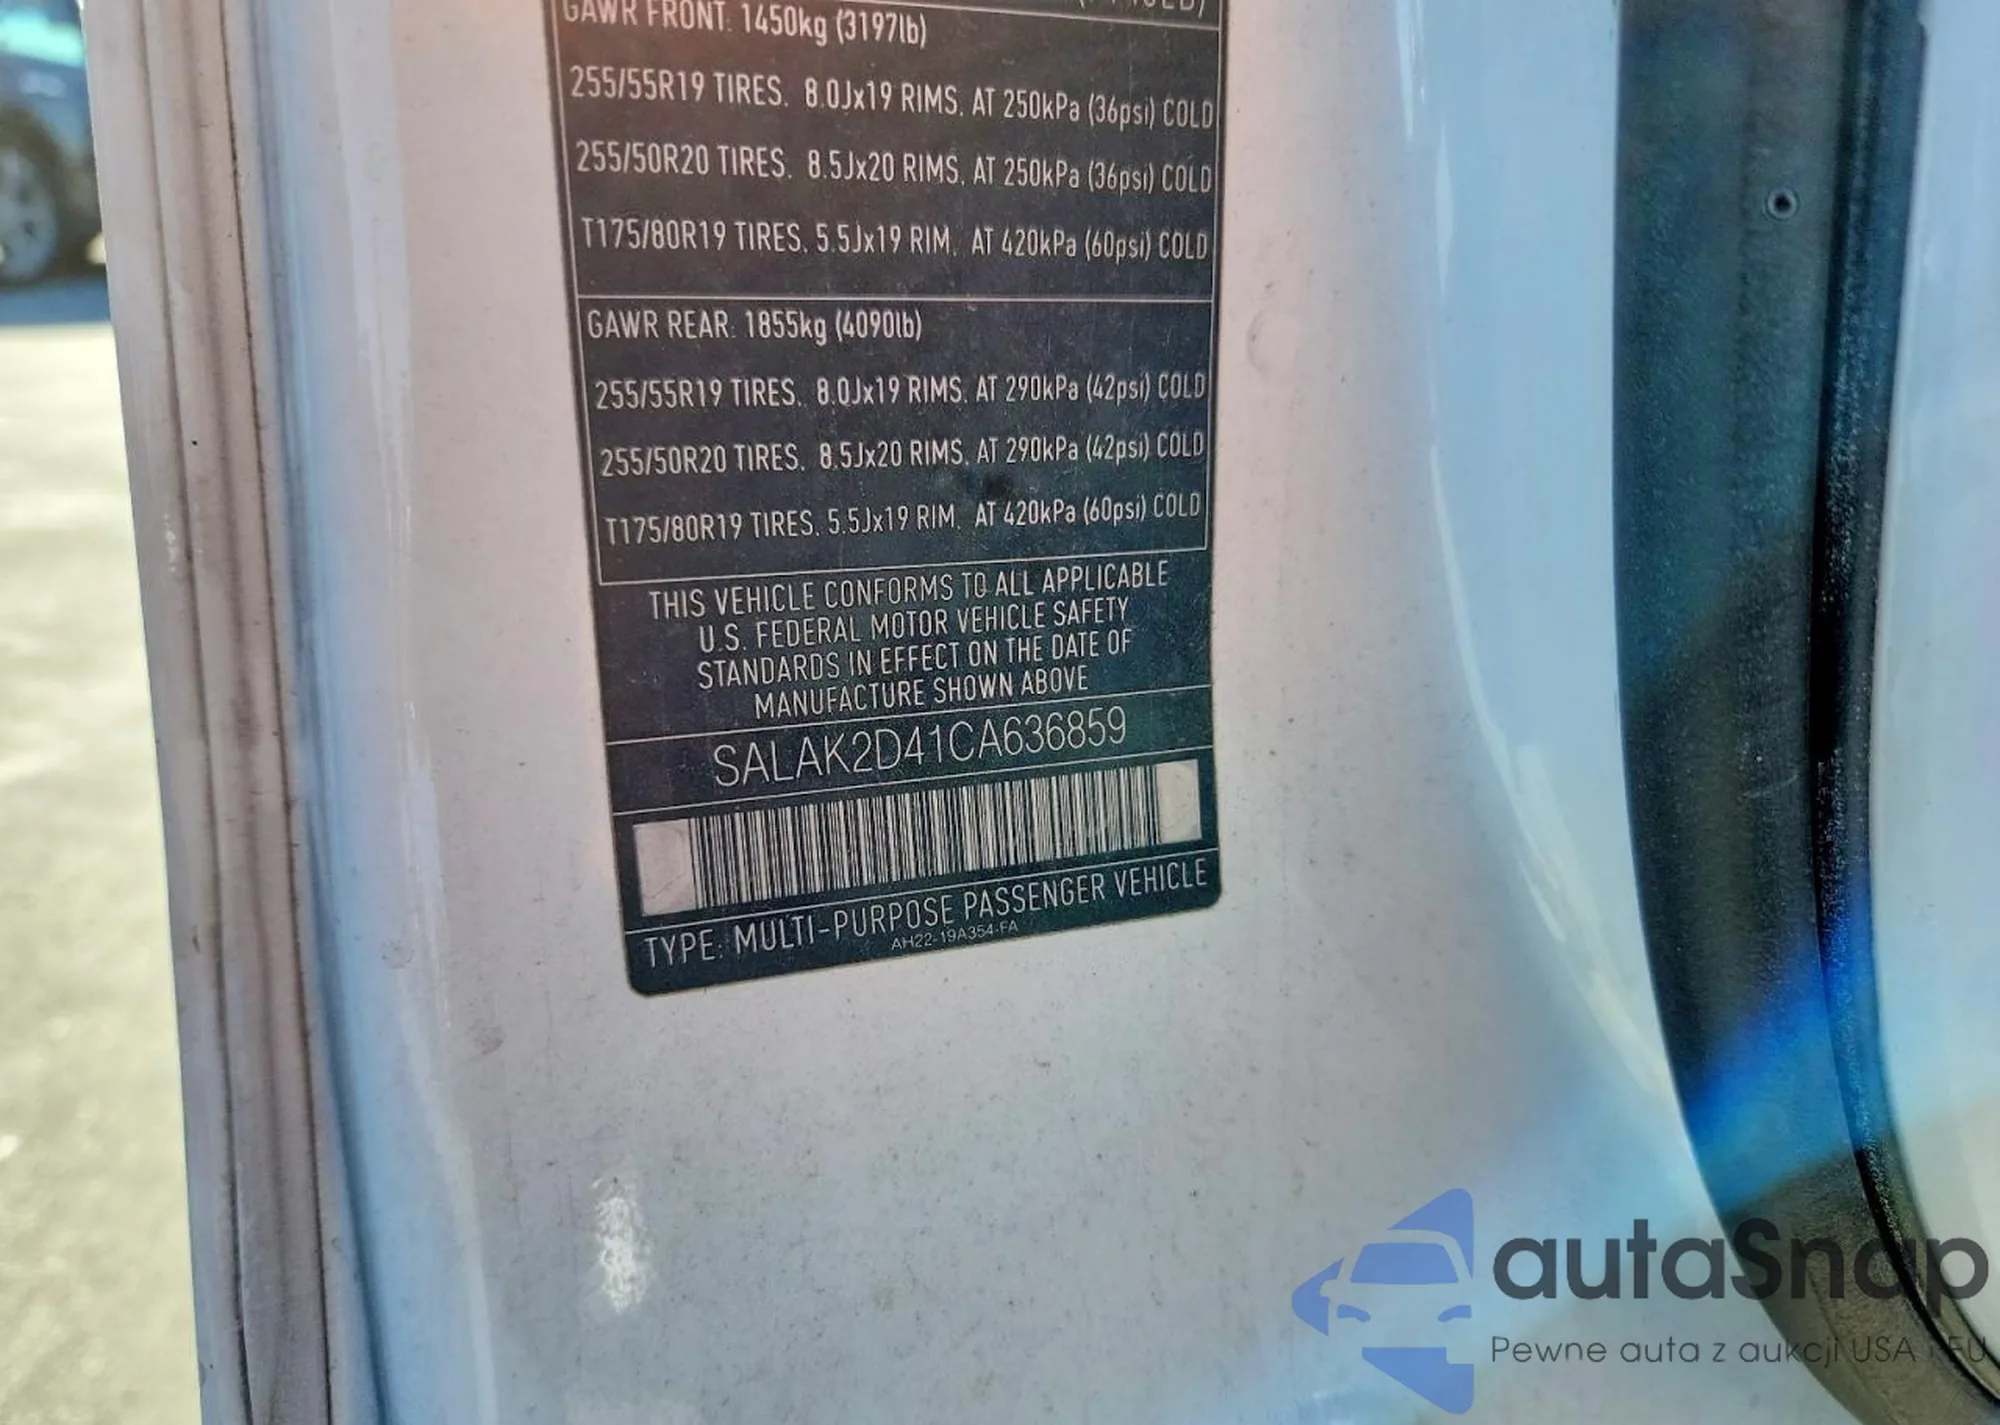 GAWR FRONT: 1450kg (3197lb)
255/55R19 TIRES. 8.0Jx19 RIMS. AT 250kPa (36psi) COLD
255/50R20 TIRES. 8.5Jx20 RIMS. AT 250kPa (36psi) COLD
T175/80R19 TIRES. 5.5Jx19 RIM. AT 420kPa (60psi) COLD
GAWR REAR: 1855kg (4090lb)
255/55R19 TIRES. 8.0Jx19 RIMS. AT 290kPa (42psi) COLD
255/50R20 TIRES. 8.5Jx20 RIMS. AT 290kPa (42psi) COLD
T175/80R19 TIRES. 5.5Jx19 RIM. AT 420kPa (60psi) COLD
THIS VEHICLE CONFORMS TO ALL APPLICABLE
U.S. FEDERAL MOTOR VEHICLE SAFETY
STANDARDS IN EFFECT ON THE DATE OF
MANUFACTURE SHOWN ABOVE
SALAK2D41CA636859
TYPE: MULTI-PURPOSE PASSENGER VEHICLE
AH22-19A354-FA
autaSnap
Pewne auta z aukcji USA i EU